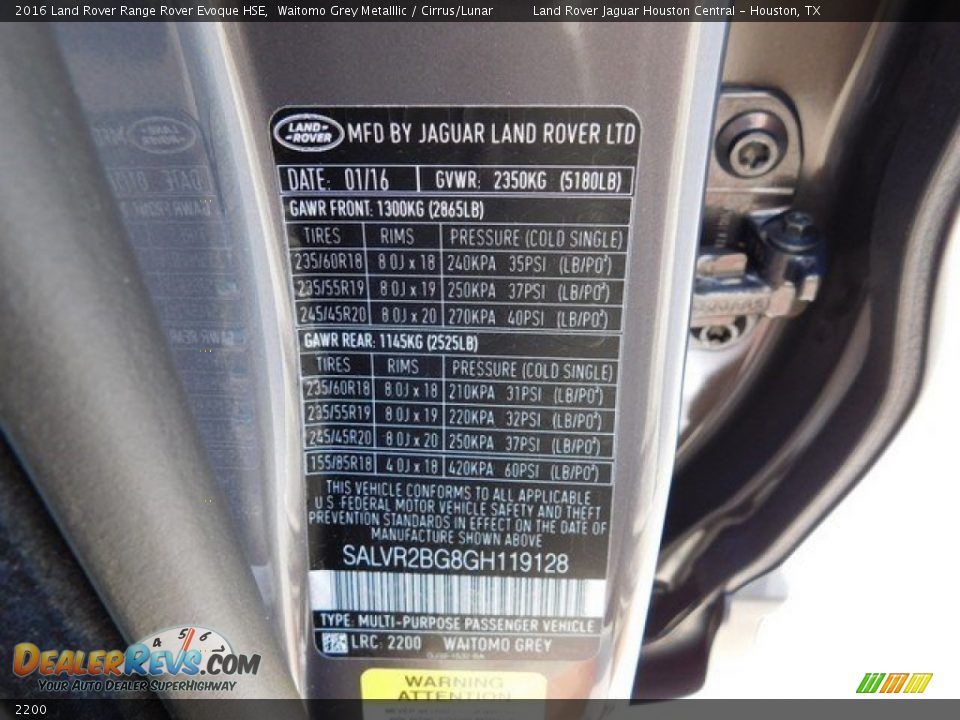 2016 Land Rover Range Rover Evoque HSE, Waitomo Grey Metalllic / Cirrus/Lunar Land Rover Jaguar Houston Central - Houston, TX
LAND-
-ROVER
MFD BY JAGUAR LAND ROVER LTD
DATE: 01/16 GVWR: 2350KG (5180LB)
GAWR FRONT: 1300KG (2865LB)
TIRES RIMS PRESSURE (COLD SINGLE)
235/60R18 8.0J x 18 240KPA 35PSI (LB/PO²)
235/55R19 8.0J x 19 250KPA 37PSI (LB/PO²)
245/45R20 8.0J x 20 270KPA 40PSI (LB/PO²)
GAWR REAR: 1145KG (2525LB)
TIRES RIMS PRESSURE (COLD SINGLE)
235/60R18 8.0J x 18 210KPA 31PSI (LB/PO²)
235/55R19 8.0J x 19 220KPA 32PSI (LB/PO²)
245/45R20 8.0J x 20 250KPA 37PSI (LB/PO²)
155/85R18 4.0J x 18 420KPA 60PSI (LB/PO²)
THIS VEHICLE CONFORMS TO ALL APPLICABLE
U.S. FEDERAL MOTOR VEHICLE SAFETY AND THEFT
PREVENTION STANDARDS IN EFFECT ON THE DATE OF
MANUFACTURE SHOWN ABOVE
SALVR2BG8GH119128
TYPE: MULTI-PURPOSE PASSENGER VEHICLE
LRC: 2200 WAITOMO GREY
WARNING
ATTENTION
4 5 6
DEALERREVS.COM
YOUR AUTO DEALER SUPERHIGHWAY
2200